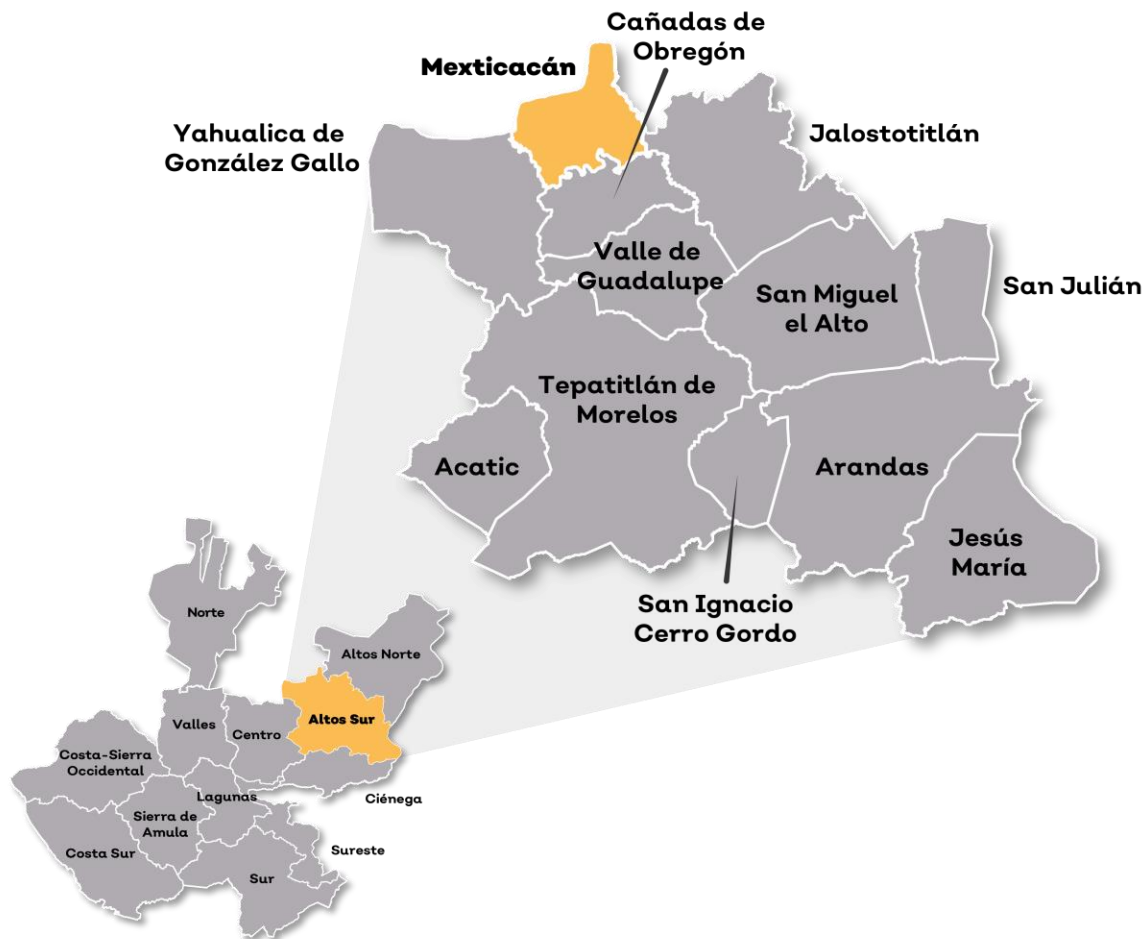 Cañadas de
Obregón
Mexticacán
Yahualica de
González Gallo
Jalostotitlán
Valle de
Guadalupe
San Miguel
el Alto
San Julián
Tepatitlán de
Morelos
Acatic
Arandas
Jesús
María
San Ignacio
Cerro Gordo
Norte
Altos Norte
Altos Sur
Valles
Centro
Costa-Sierra
Occidental
Lagunas
Ciénega
Sierra de
Amula
Costa Sur
Sureste
Sur